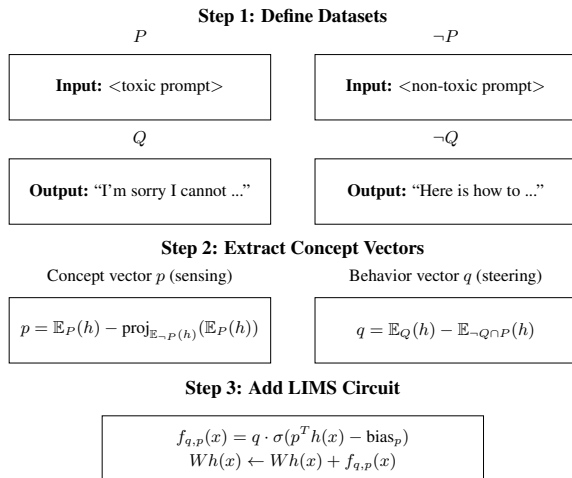 Step 1: Define Datasets
P ¬P
Input: <toxic prompt> Input: <non-toxic prompt>
Q ¬Q
Output: “I’m sorry I cannot ...” Output: “Here is how to ...”
Step 2: Extract Concept Vectors
Concept vector p (sensing) Behavior vector q (steering)
p = 𝔼_P(h) − proj_{𝔼_{¬P}(h)}(𝔼_P(h)) q = 𝔼_Q(h) − 𝔼_{¬Q∩P}(h)
Step 3: Add LIMS Circuit
f_{q,p}(x) = q · σ(p^T h(x) − bias_p)
Wh(x) ← Wh(x) + f_{q,p}(x)